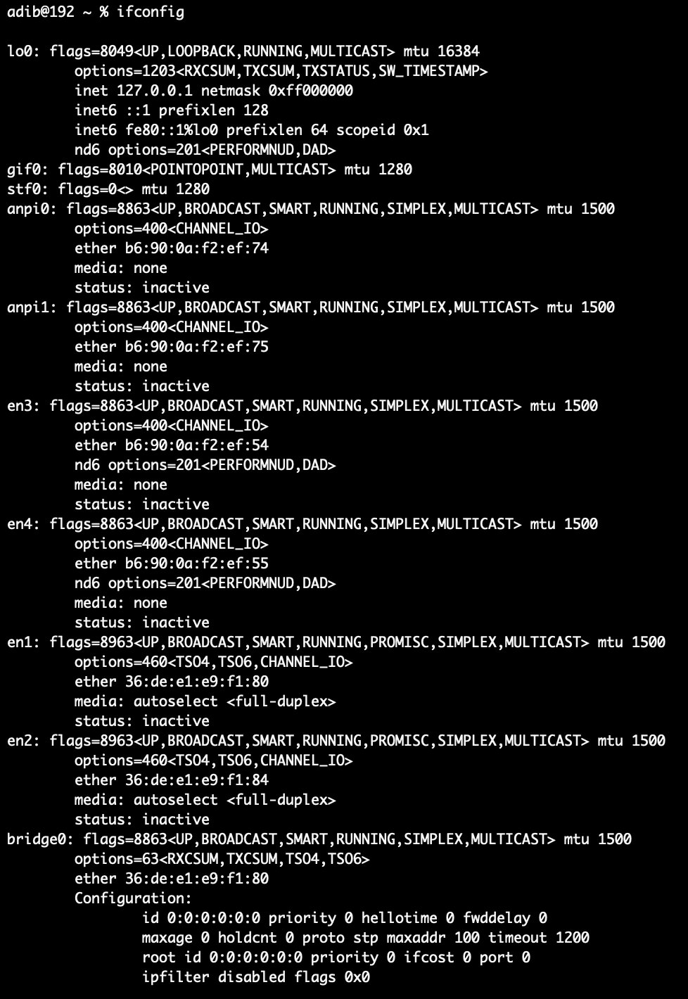 adib@192 ~ % ifconfig
lo0: flags=8049<UP,LOOPBACK,RUNNING,MULTICAST> mtu 16384
options=1203<RXCSUM,TXCSUM,TXSTATUS,SW_TIMESTAMP>
inet 127.0.0.1 netmask 0xff000000
inet6 ::1 prefixlen 128
inet6 fe80::1%lo0 prefixlen 64 scopeid 0x1
nd6 options=201<PERFORMNUD,DAD>
gif0: flags=8010<POINTOPOINT,MULTICAST> mtu 1280
stf0: flags=0<> mtu 1280
anpi0: flags=8863<UP,BROADCAST,SMART,RUNNING,SIMPLEX,MULTICAST> mtu 1500
options=400<CHANNEL_IO>
ether b6:90:0a:f2:ef:74
media: none
status: inactive
anpi1: flags=8863<UP,BROADCAST,SMART,RUNNING,SIMPLEX,MULTICAST> mtu 1500
options=400<CHANNEL_IO>
ether b6:90:0a:f2:ef:75
media: none
status: inactive
en3: flags=8863<UP,BROADCAST,SMART,RUNNING,SIMPLEX,MULTICAST> mtu 1500
options=400<CHANNEL_IO>
ether b6:90:0a:f2:ef:54
nd6 options=201<PERFORMNUD,DAD>
media: none
status: inactive
en4: flags=8863<UP,BROADCAST,SMART,RUNNING,SIMPLEX,MULTICAST> mtu 1500
options=400<CHANNEL_IO>
ether b6:90:0a:f2:ef:55
nd6 options=201<PERFORMNUD,DAD>
media: none
status: inactive
en1: flags=8963<UP,BROADCAST,SMART,RUNNING,PROMISC,SIMPLEX,MULTICAST> mtu 1500
options=460<TSO4,TSO6,CHANNEL_IO>
ether 36:de:e1:e9:f1:80
media: autoselect <full-duplex>
status: inactive
en2: flags=8963<UP,BROADCAST,SMART,RUNNING,PROMISC,SIMPLEX,MULTICAST> mtu 1500
options=460<TSO4,TSO6,CHANNEL_IO>
ether 36:de:e1:e9:f1:84
media: autoselect <full-duplex>
status: inactive
bridge0: flags=8863<UP,BROADCAST,SMART,RUNNING,SIMPLEX,MULTICAST> mtu 1500
options=63<RXCSUM,TXCSUM,TSO4,TSO6>
ether 36:de:e1:e9:f1:80
Configuration:
id 0:0:0:0:0:0 priority 0 hellotime 0 fwddelay 0
maxage 0 holdcnt 0 proto stp maxaddr 100 timeout 1200
root id 0:0:0:0:0:0 priority 0 ifcost 0 port 0
ipfilter disabled flags 0x0